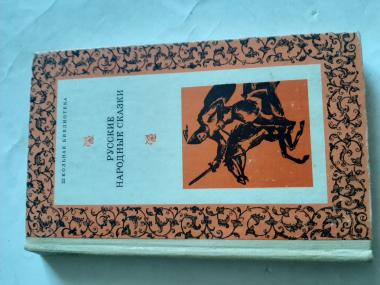 ШКОЛЬНАЯ БИБЛИОТЕКА
РУССКИЕ
НАРОДНЫЕ СКАЗКИ